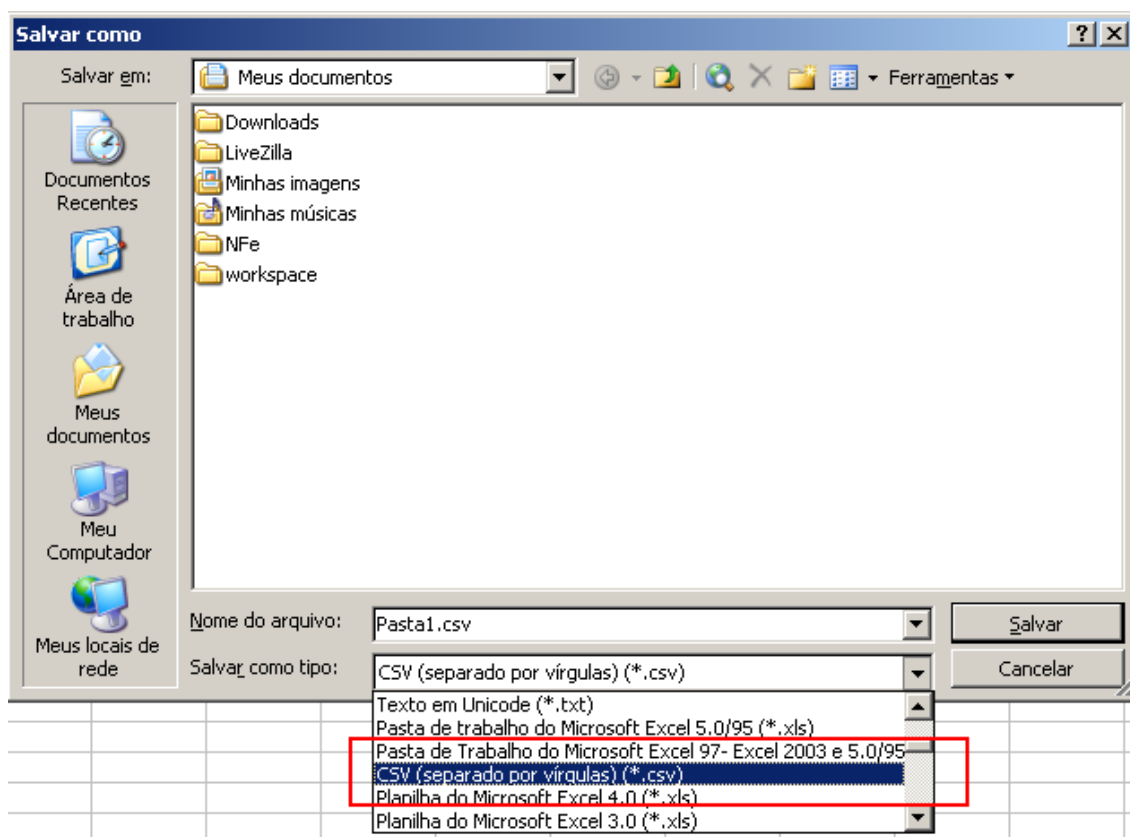 Salvar como
Salvar em:
Meus documentos
Ferramentas
Documentos
Recentes
Área de
trabalho
Meus
documentos
Meu
Computador
Meus locais de
rede
Downloads
LiveZilla
Minhas imagens
Minhas músicas
NFe
workspace
Nome do arquivo:
Pasta1.csv
Salvar
Salvar como tipo:
CSV (separado por vírgulas) (*.csv)
Cancelar
Texto em Unicode (*.txt)
Pasta de trabalho do Microsoft Excel 5.0/95 (*.xls)
Pasta de Trabalho do Microsoft Excel 97- Excel 2003 e 5.0/95
CSV (separado por vírgulas) (*.csv)
Planilha do Microsoft Excel 4.0 (*.xls)
Planilha do Microsoft Excel 3.0 (*.xls)